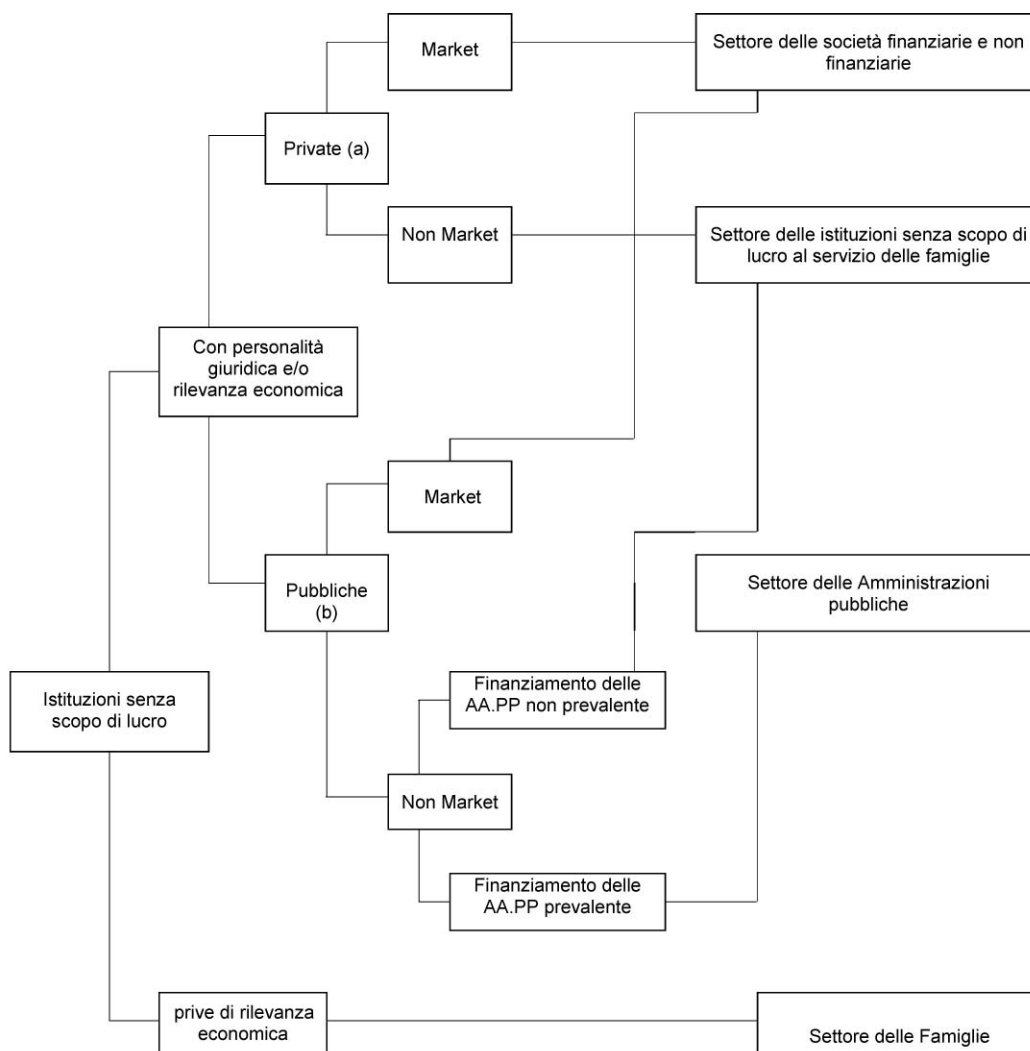 Market
Settore delle società finanziarie e non
finanziarie
Private (a)
Non Market
Settore delle istituzioni senza scopo di
lucro al servizio delle famiglie
Con personalità
giuridica e/o
rilevanza economica
Market
Pubbliche
(b)
Settore delle Amministrazioni
pubbliche
Istituzioni senza
scopo di lucro
Finanziamento delle
AA.PP non prevalente
Non Market
Finanziamento delle
AA.PP prevalente
prive di rilevanza
economica
Settore delle Famiglie